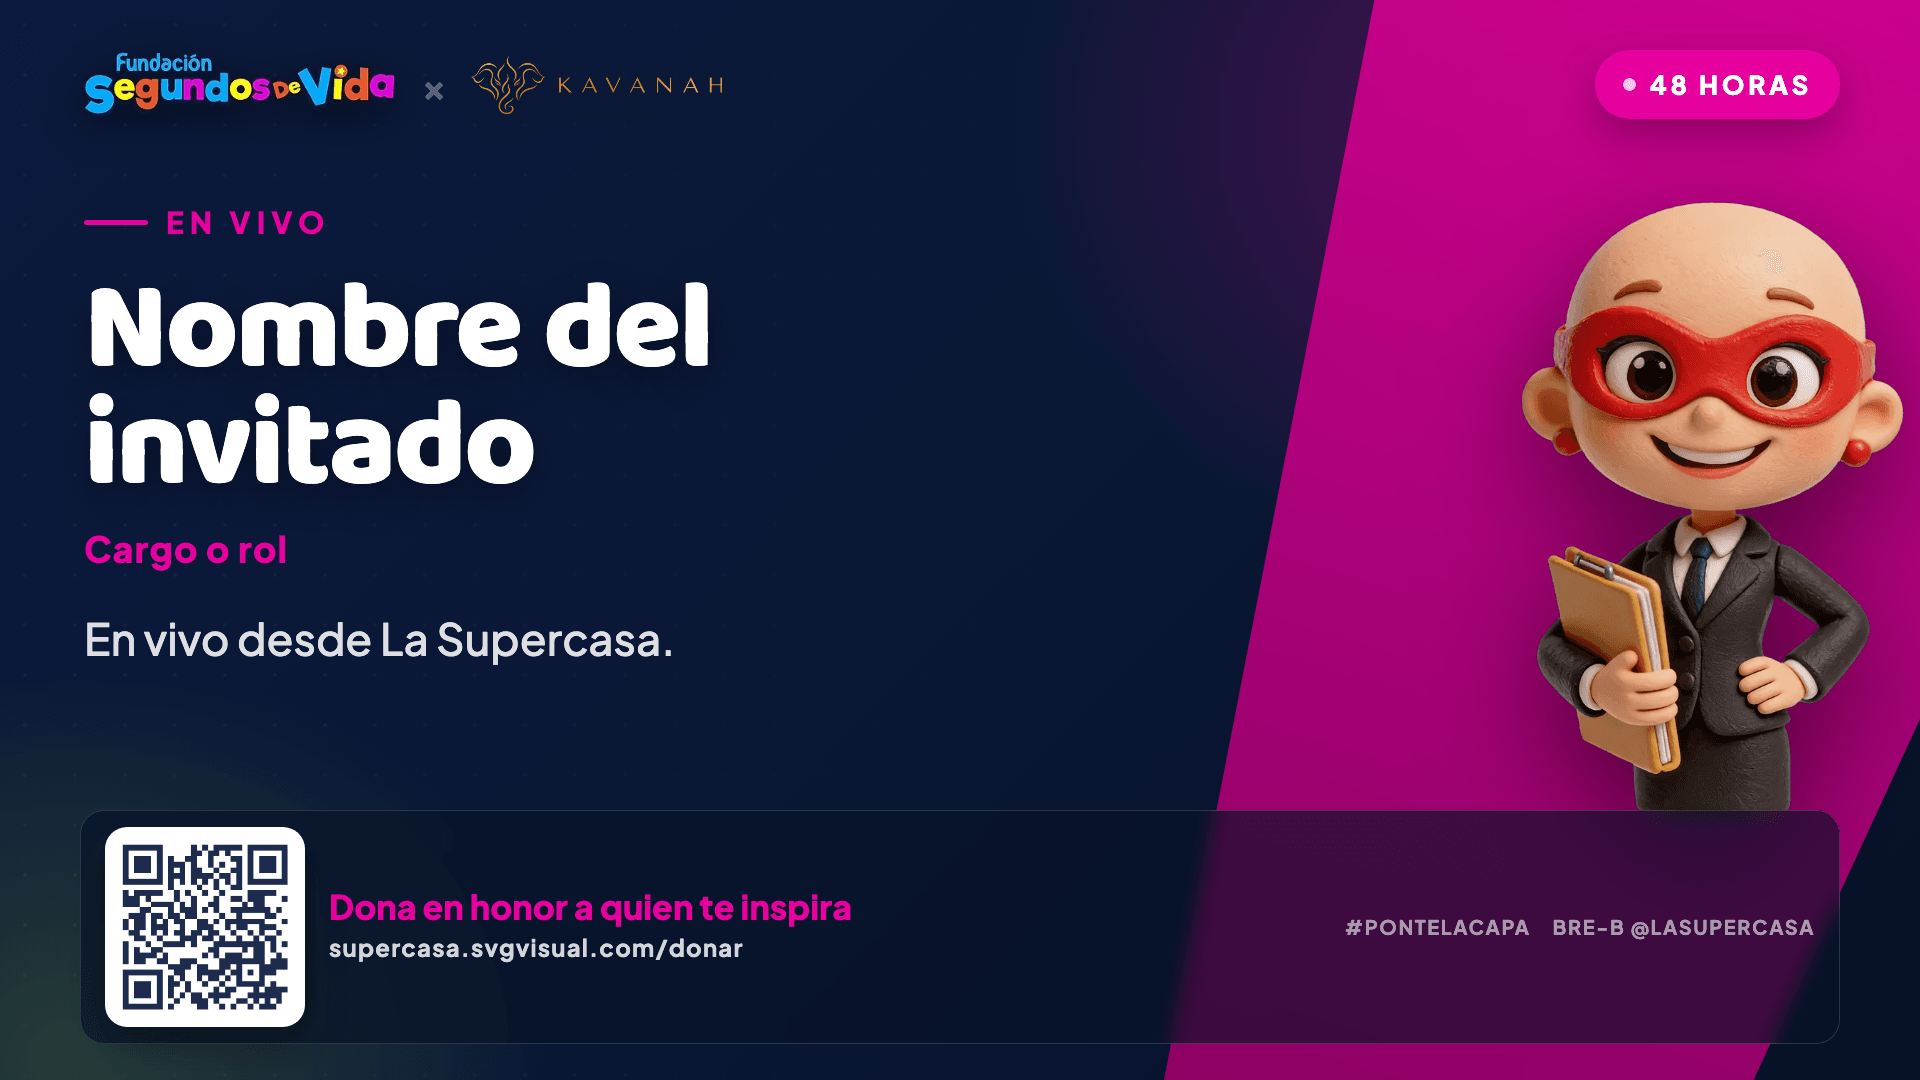 Fundación
Segundos DE Vida
×
KAVANAH
48 HORAS
EN VIVO
Nombre del
invitado
Cargo o rol
En vivo desde La Supercasa.
Dona en honor a quien te inspira
supercasa.svgvisual.com/donar
#PONTELACAPA BRE-B @LASUPERCASA